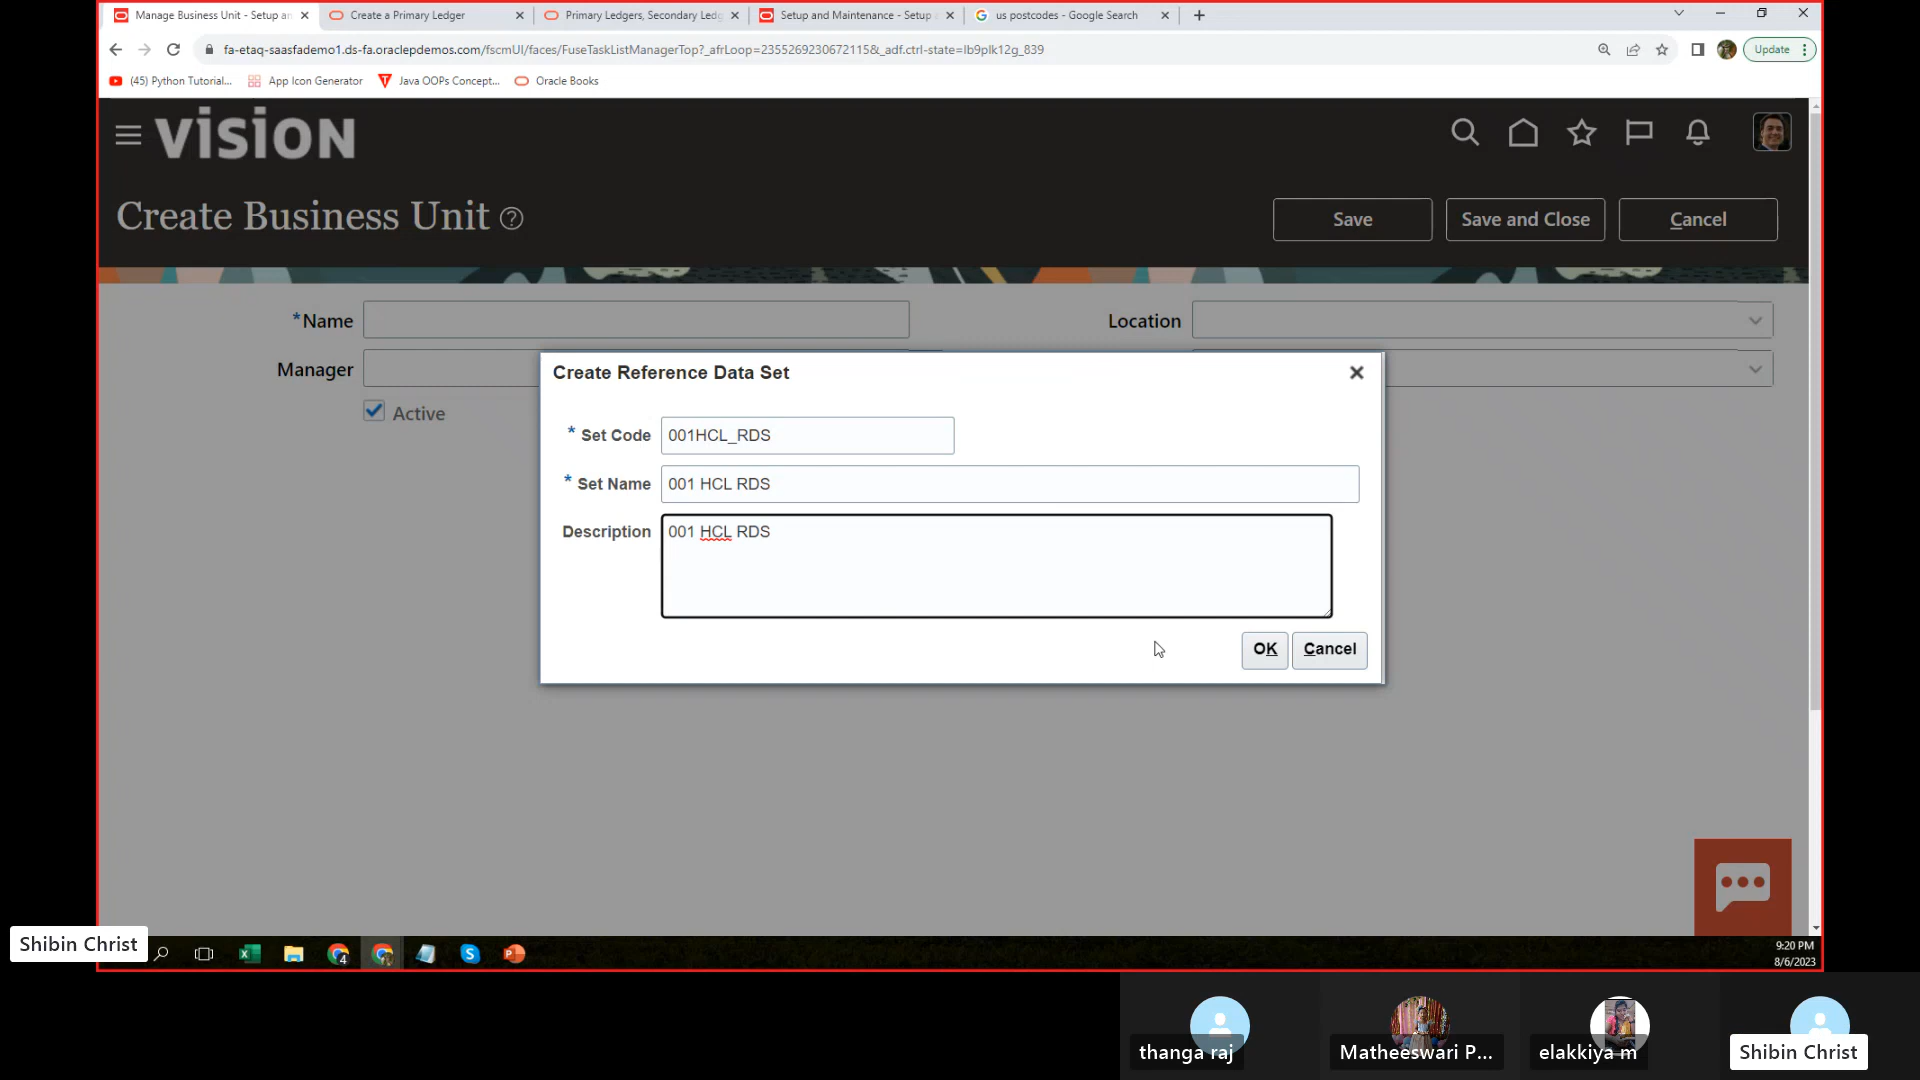 Manage Business Unit - Setup an
Create a Primary Ledger
Primary Ledgers, Secondary Ledg
Setup and Maintenance - Setup a
us postcodes - Google Search
fa-etaq-saasfademo1.ds-fa.oraclepdemos.com/fscmUI/faces/FuseTaskListManagerTop?_afrLoop=2355269230672115&_adf.ctrl-state=lb9plk12g_839
Update
(45) Python Tutorial...
App Icon Generator
Java OOPs Concept...
Oracle Books
VISION
Create Business Unit
Save
Save and Close
Cancel
*Name
Location
Manager
Active
Create Reference Data Set
* Set Code 001HCL_RDS
* Set Name 001 HCL RDS
Description 001 HCL RDS
OK
Cancel
Shibin Christ
4
9:20 PM
8/6/2023
thanga raj
Matheeswari P...
elakkiya m
Shibin Christ